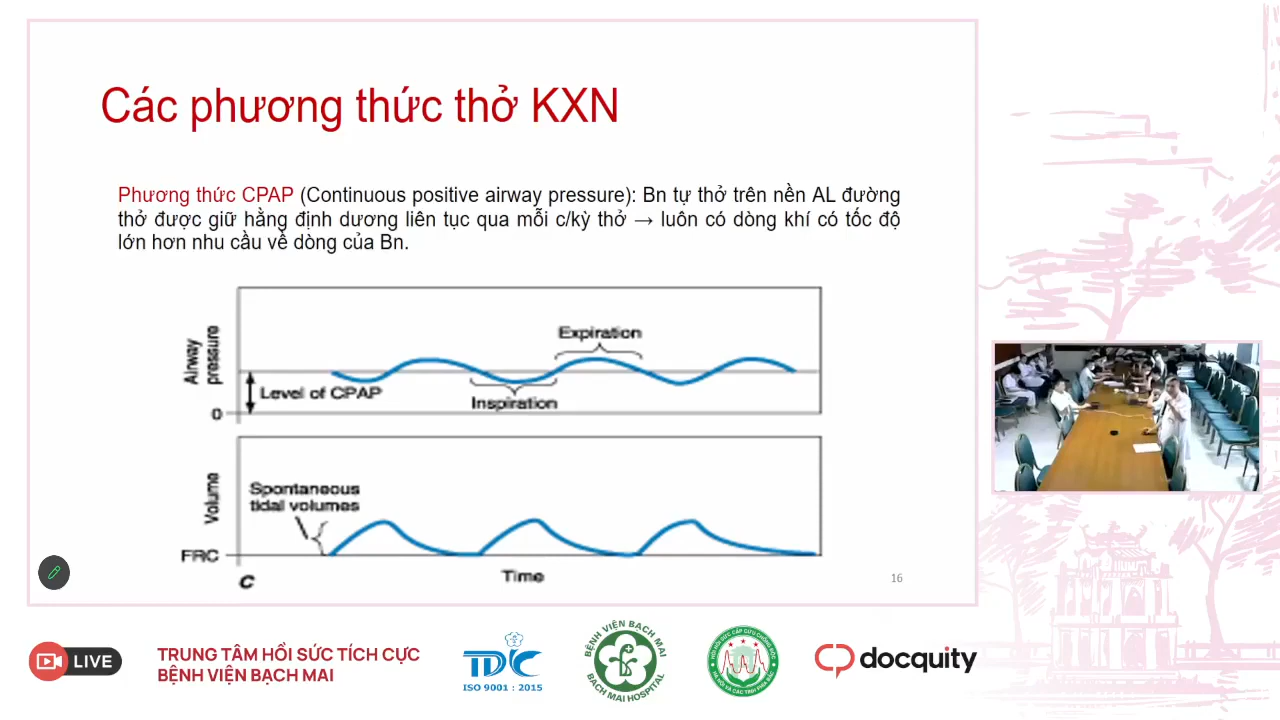 Các phương thức thở KXN
Phương thức CPAP (Continuous positive airway pressure): Bn tự thở trên nền AL đường
thở được giữ hằng định dương liên tục qua mỗi c/kỳ thở → luôn có dòng khí có tốc độ
lớn hơn nhu cầu về dòng của Bn.
Airway
pressure
Expiration
Level of CPAP
Inspiration
0
Volume
Spontaneous
tidal volumes
FRC
C
Time
16
LIVE
TRUNG TÂM HỒI SỨC TÍCH CỰC
BỆNH VIỆN BẠCH MAI
TDC
ISO 9001 : 2015
BỆNH VIỆN BẠCH MAI
BACH MAI HOSPITAL
docquity